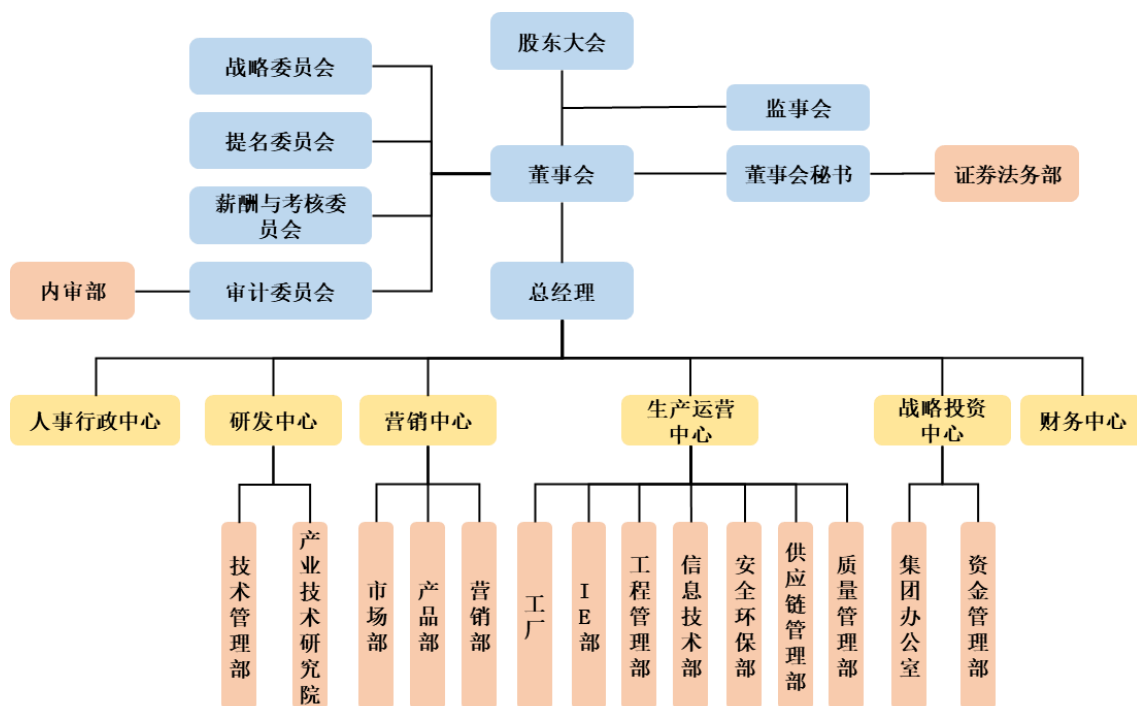 股东大会
战略委员会
监事会
提名委员会
董事会
董事会秘书
证券法务部
薪酬与考核委
员会
内审部
审计委员会
总经理
人事行政中心
研发中心
营销中心
生产运营
中心
战略投资
中心
财务中心
技术管理部
产业技术研究院
市场部
产品部
营销部
工厂
IE部
工程管理部
信息技术部
安全环保部
供应链管理部
质量管理部
集团办公室
资金管理部